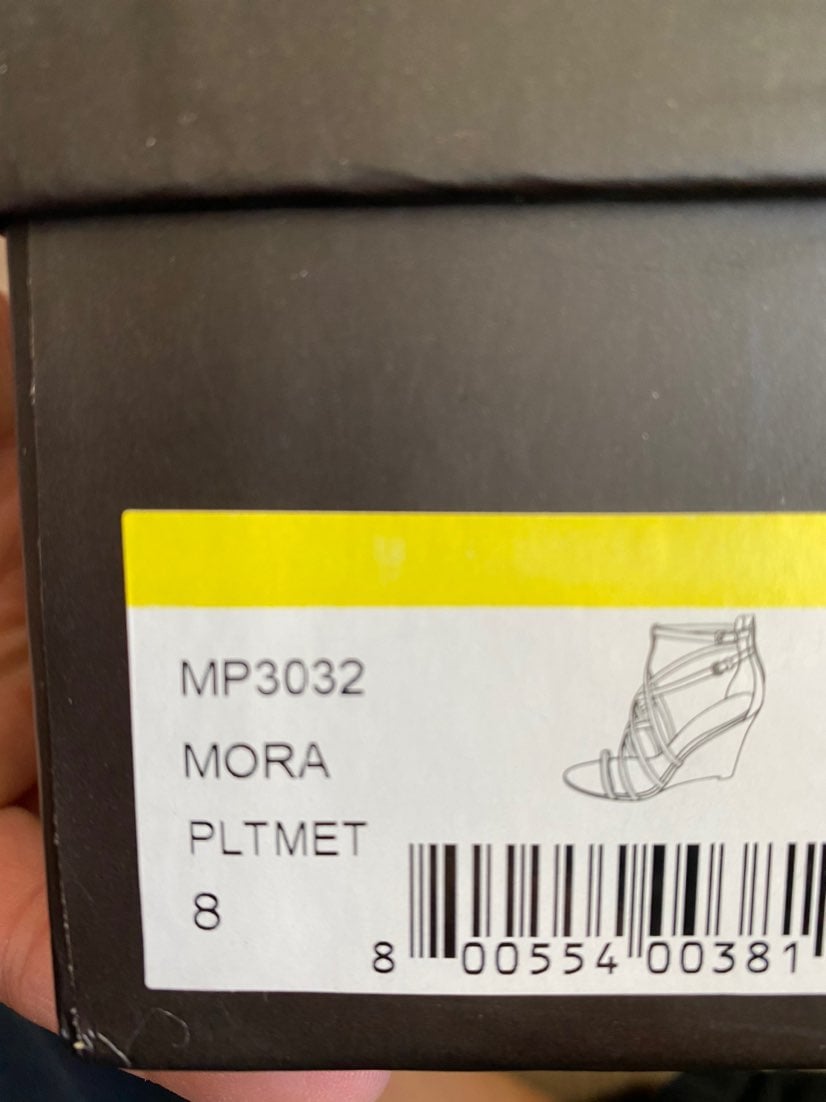 MP3032
MORA
PLTMET
8
8 00554 00381